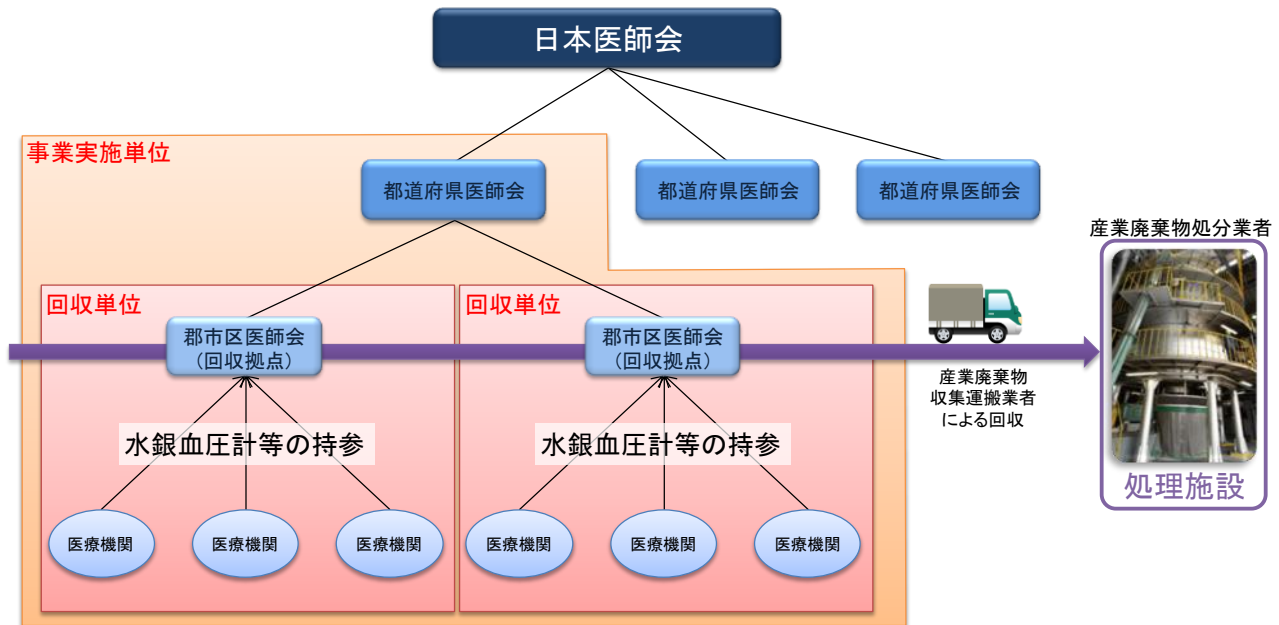 日本医師会
事業実施単位
都道府県医師会
都道府県医師会
都道府県医師会
産業廃棄物処分業者
回収単位
回収単位
郡市区医師会
（回収拠点）
郡市区医師会
（回収拠点）
産業廃棄物
収集運搬業者
による回収
水銀血圧計等の持参
水銀血圧計等の持参
処理施設
医療機関
医療機関
医療機関
医療機関
医療機関
医療機関